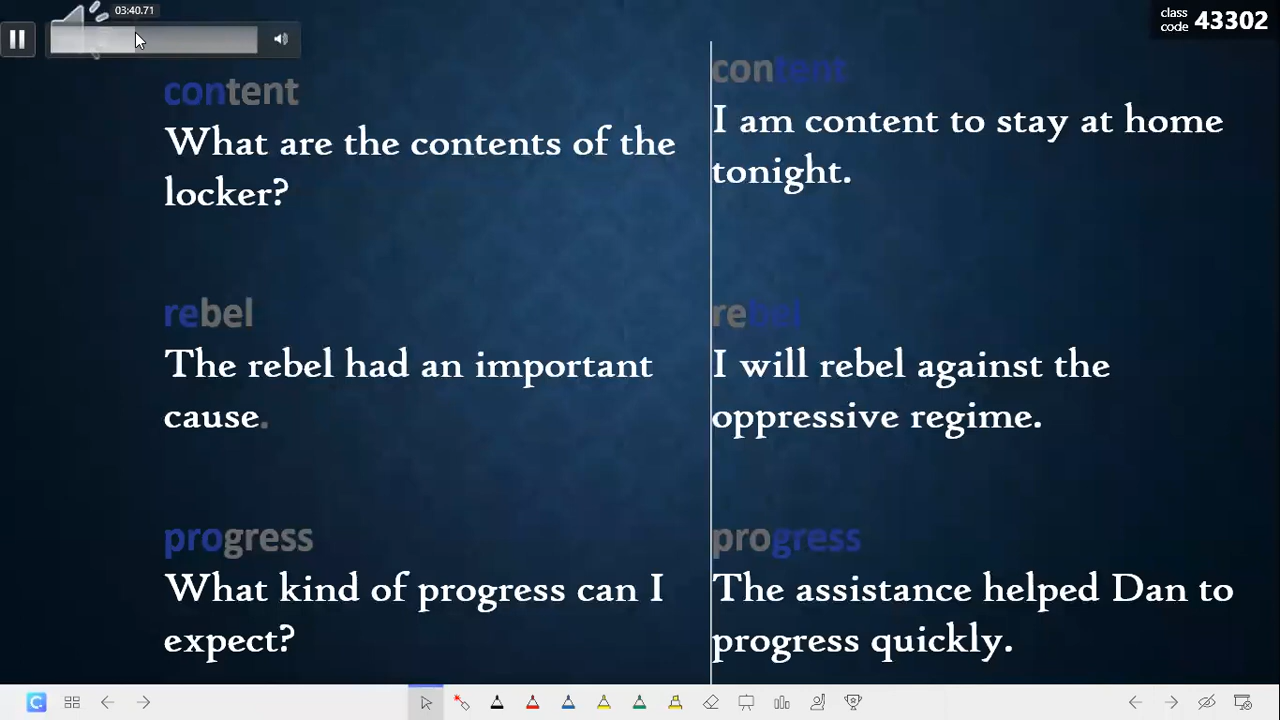 03:40.71
class
code 43302
content
What are the contents of the
locker?
rebel
The rebel had an important
cause.
progress
What kind of progress can I
expect?
content
I am content to stay at home
tonight.
rebel
I will rebel against the
oppressive regime.
progress
The assistance helped Dan to
progress quickly.